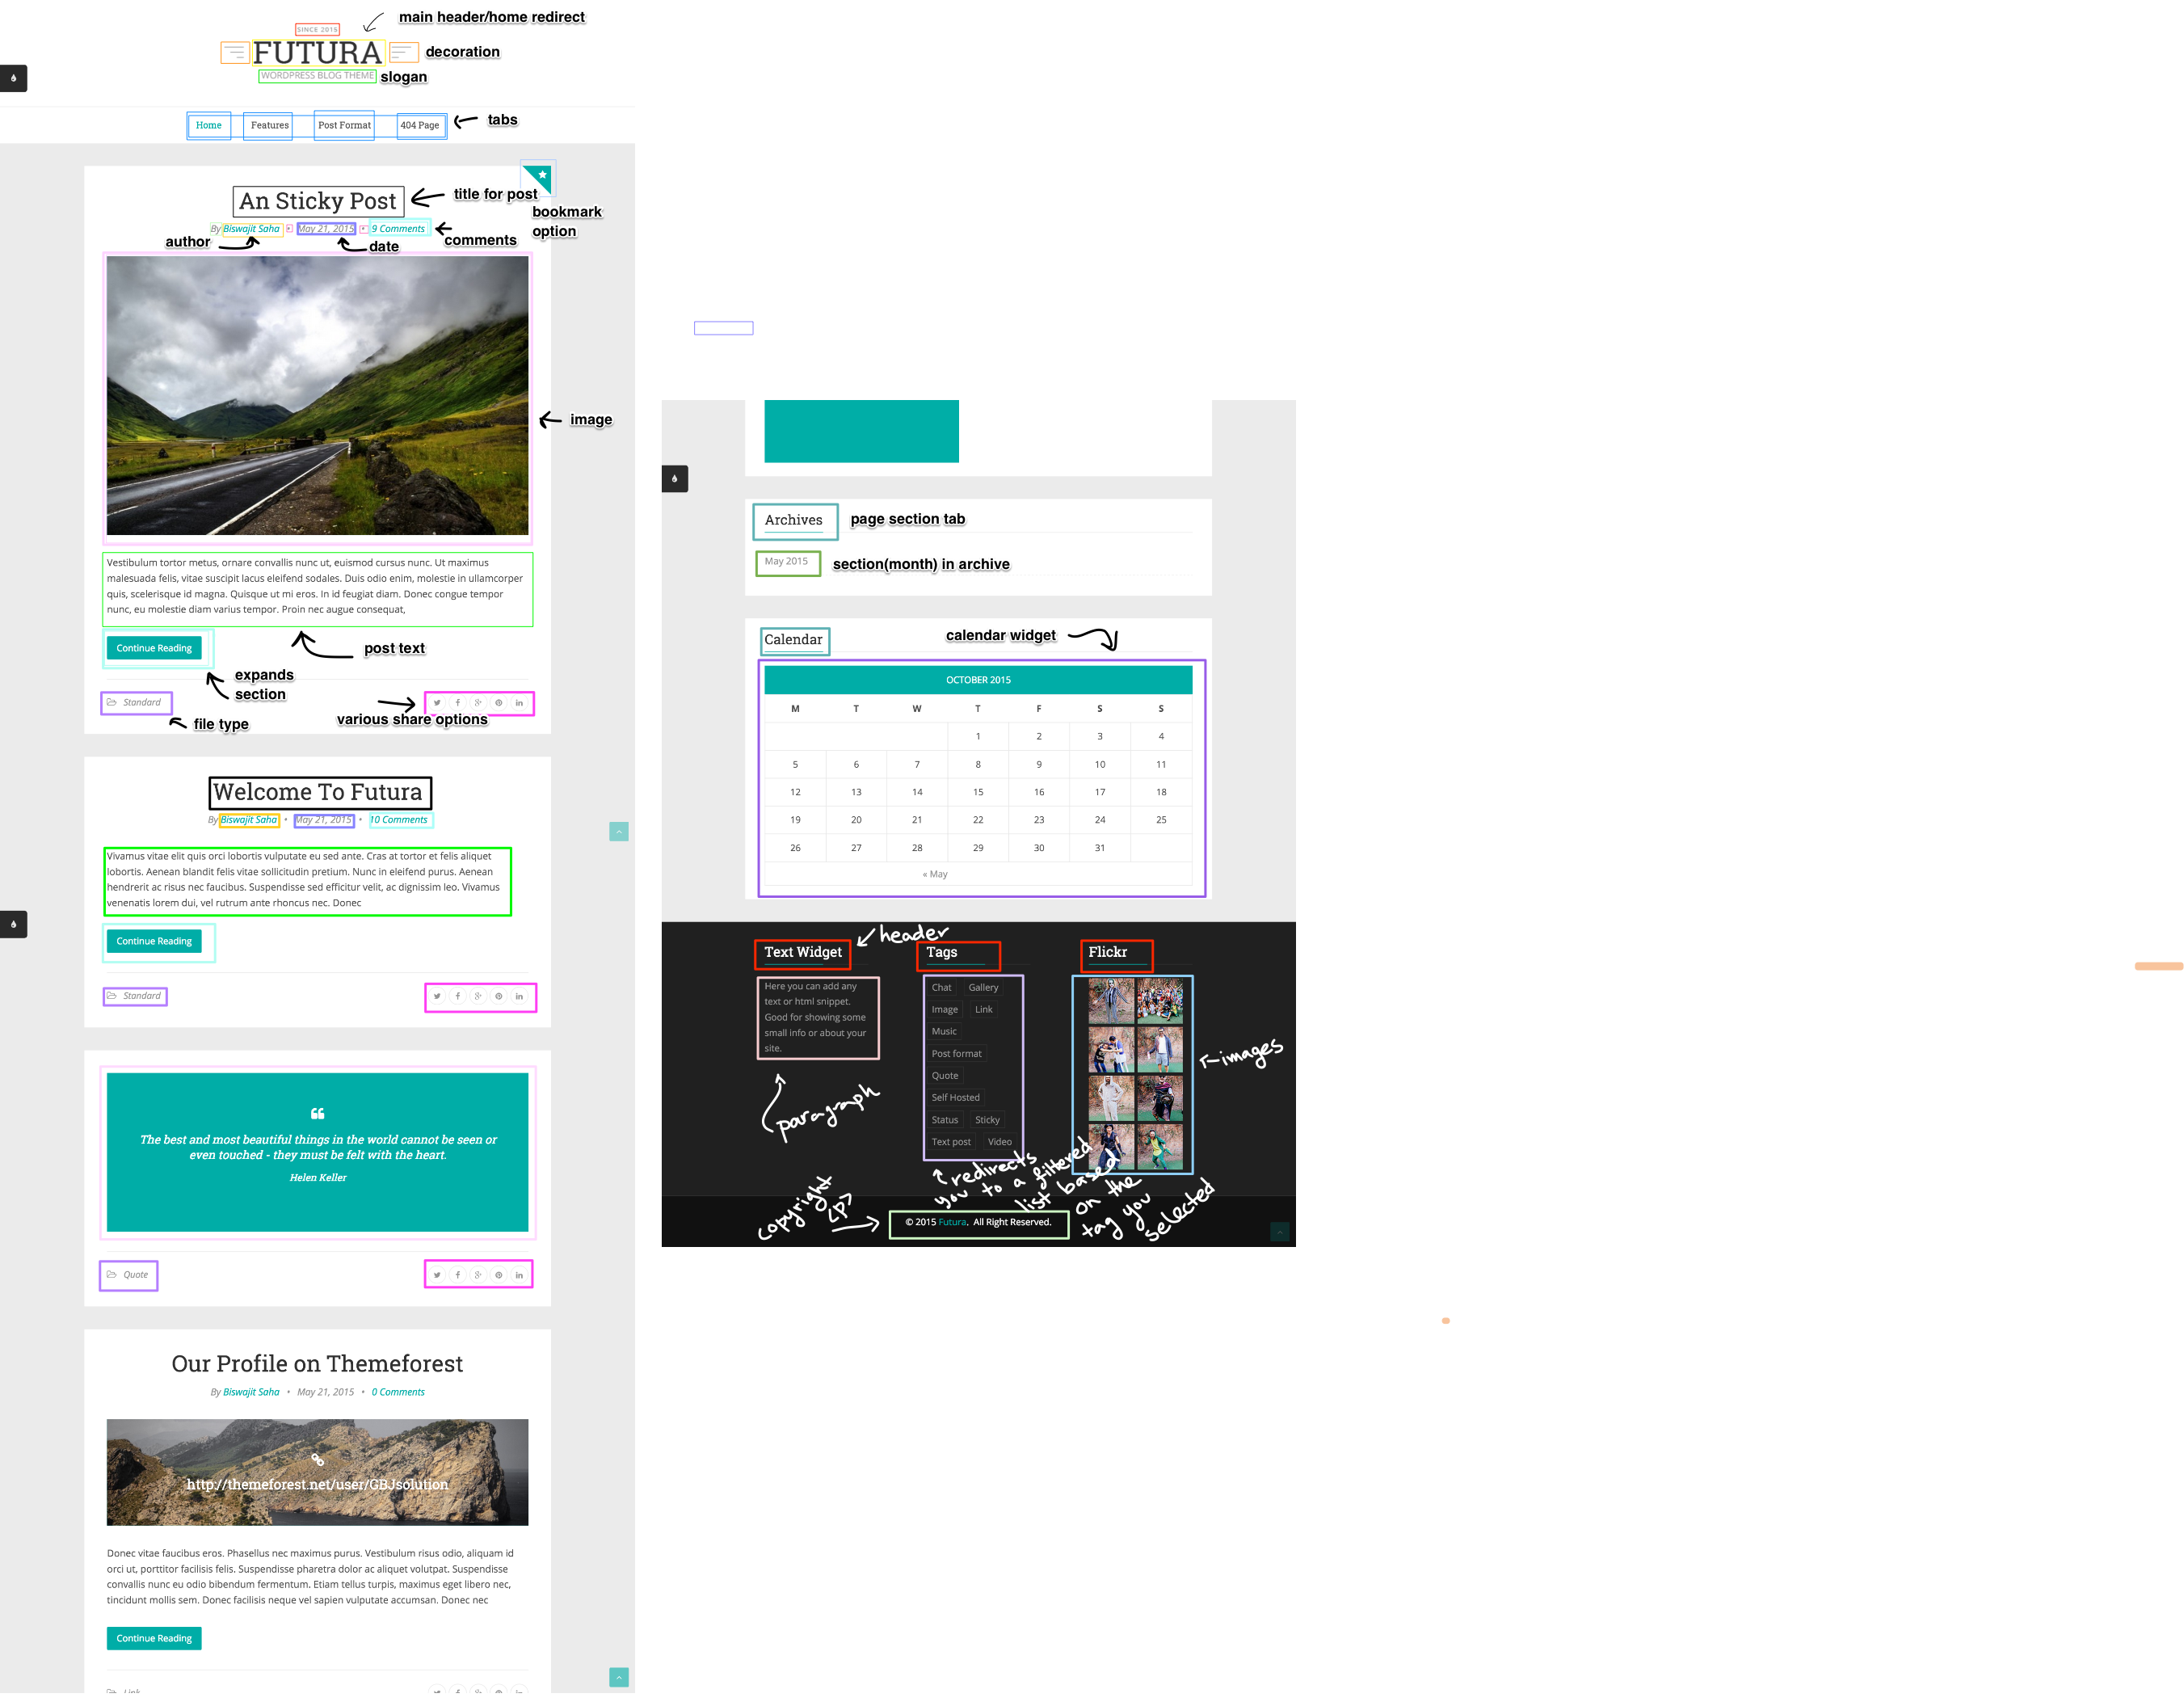 main header/home redirect
SINCE 2015
FUTURA
decoration
WORDPRESS BLOG THEME
slogan
Home
Features
Post Format
404 Page
tabs
An Sticky Post
title for post
bookmark
option
By Biswajit Saha • May 21, 2015 • 9 Comments
author
date
comments
image
Vestibulum tortor metus, ornare convallis nunc ut, euismod cursus nunc. Ut maximus
malesuada felis, vitae suscipit lacus eleifend sodales. Duis odio enim, molestie in ullamcorper
quis, scelerisque id magna. Quisque ut mi eros. In id feugiat diam. Donec congue tempor
nunc, eu molestie diam varius tempor. Proin nec augue consequat,
Continue Reading
post text
expands
section
Standard
file type
various share options
Welcome To Futura
By Biswajit Saha • May 21, 2015 • 10 Comments
Vivamus vitae elit quis orci lobortis vulputate eu sed ante. Cras at tortor et felis aliquet
lobortis. Aenean blandit felis vitae sollicitudin pretium. Nunc in eleifend purus. Aenean
hendrerit ac risus nec faucibus. Suspendisse sed efficitur velit, ac dignissim leo. Vivamus
venenatis lorem dui, vel rutrum ante rhoncus nec. Donec
Continue Reading
Standard
The best and most beautiful things in the world cannot be seen or
even touched - they must be felt with the heart.
Helen Keller
Quote
Our Profile on Themeforest
By Biswajit Saha • May 21, 2015 • 0 Comments
http://themeforest.net/user/GBJsolution
Donec vitae faucibus eros. Phasellus nec maximus purus. Vestibulum risus odio, aliquam id
orci ut, porttitor facilisis felis. Suspendisse pharetra dolor ac aliquet volutpat. Suspendisse
convallis nunc eu odio bibendum fermentum. Etiam tellus turpis, maximus eget libero nec,
tincidunt mollis sem. Donec facilisis neque vel sapien vulputate accumsan. Donec nec
Continue Reading
Link
Archives
page section tab
May 2015
section(month) in archive
Calendar
calendar widget
OCTOBER 2015
M T W T F S S
1 2 3 4
5 6 7 8 9 10 11
12 13 14 15 16 17 18
19 20 21 22 23 24 25
26 27 28 29 30 31
« May
header
Text Widget
Here you can add any
text or html snippet.
Good for showing some
small info or about your
site.
paragraph
Tags
Chat Gallery
Image Link
Music
Post format
Quote
Self Hosted
Status Sticky
Text post Video
redirects
you to a filtered
list based
on the
tag you
selected
Flickr
images
copyright
<p>
© 2015 Futura. All Right Reserved.